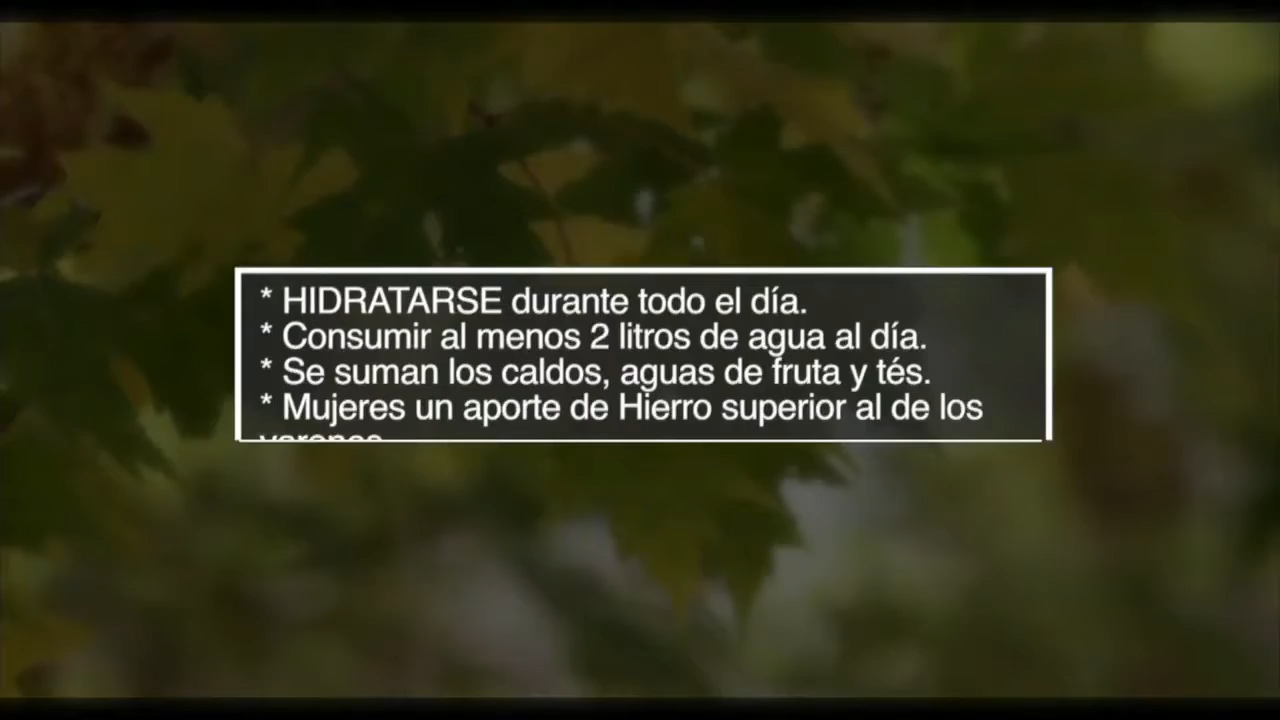 * HIDRATARSE durante todo el día.
* Consumir al menos 2 litros de agua al día.
* Se suman los caldos, aguas de fruta y tés.
* Mujeres un aporte de Hierro superior al de los